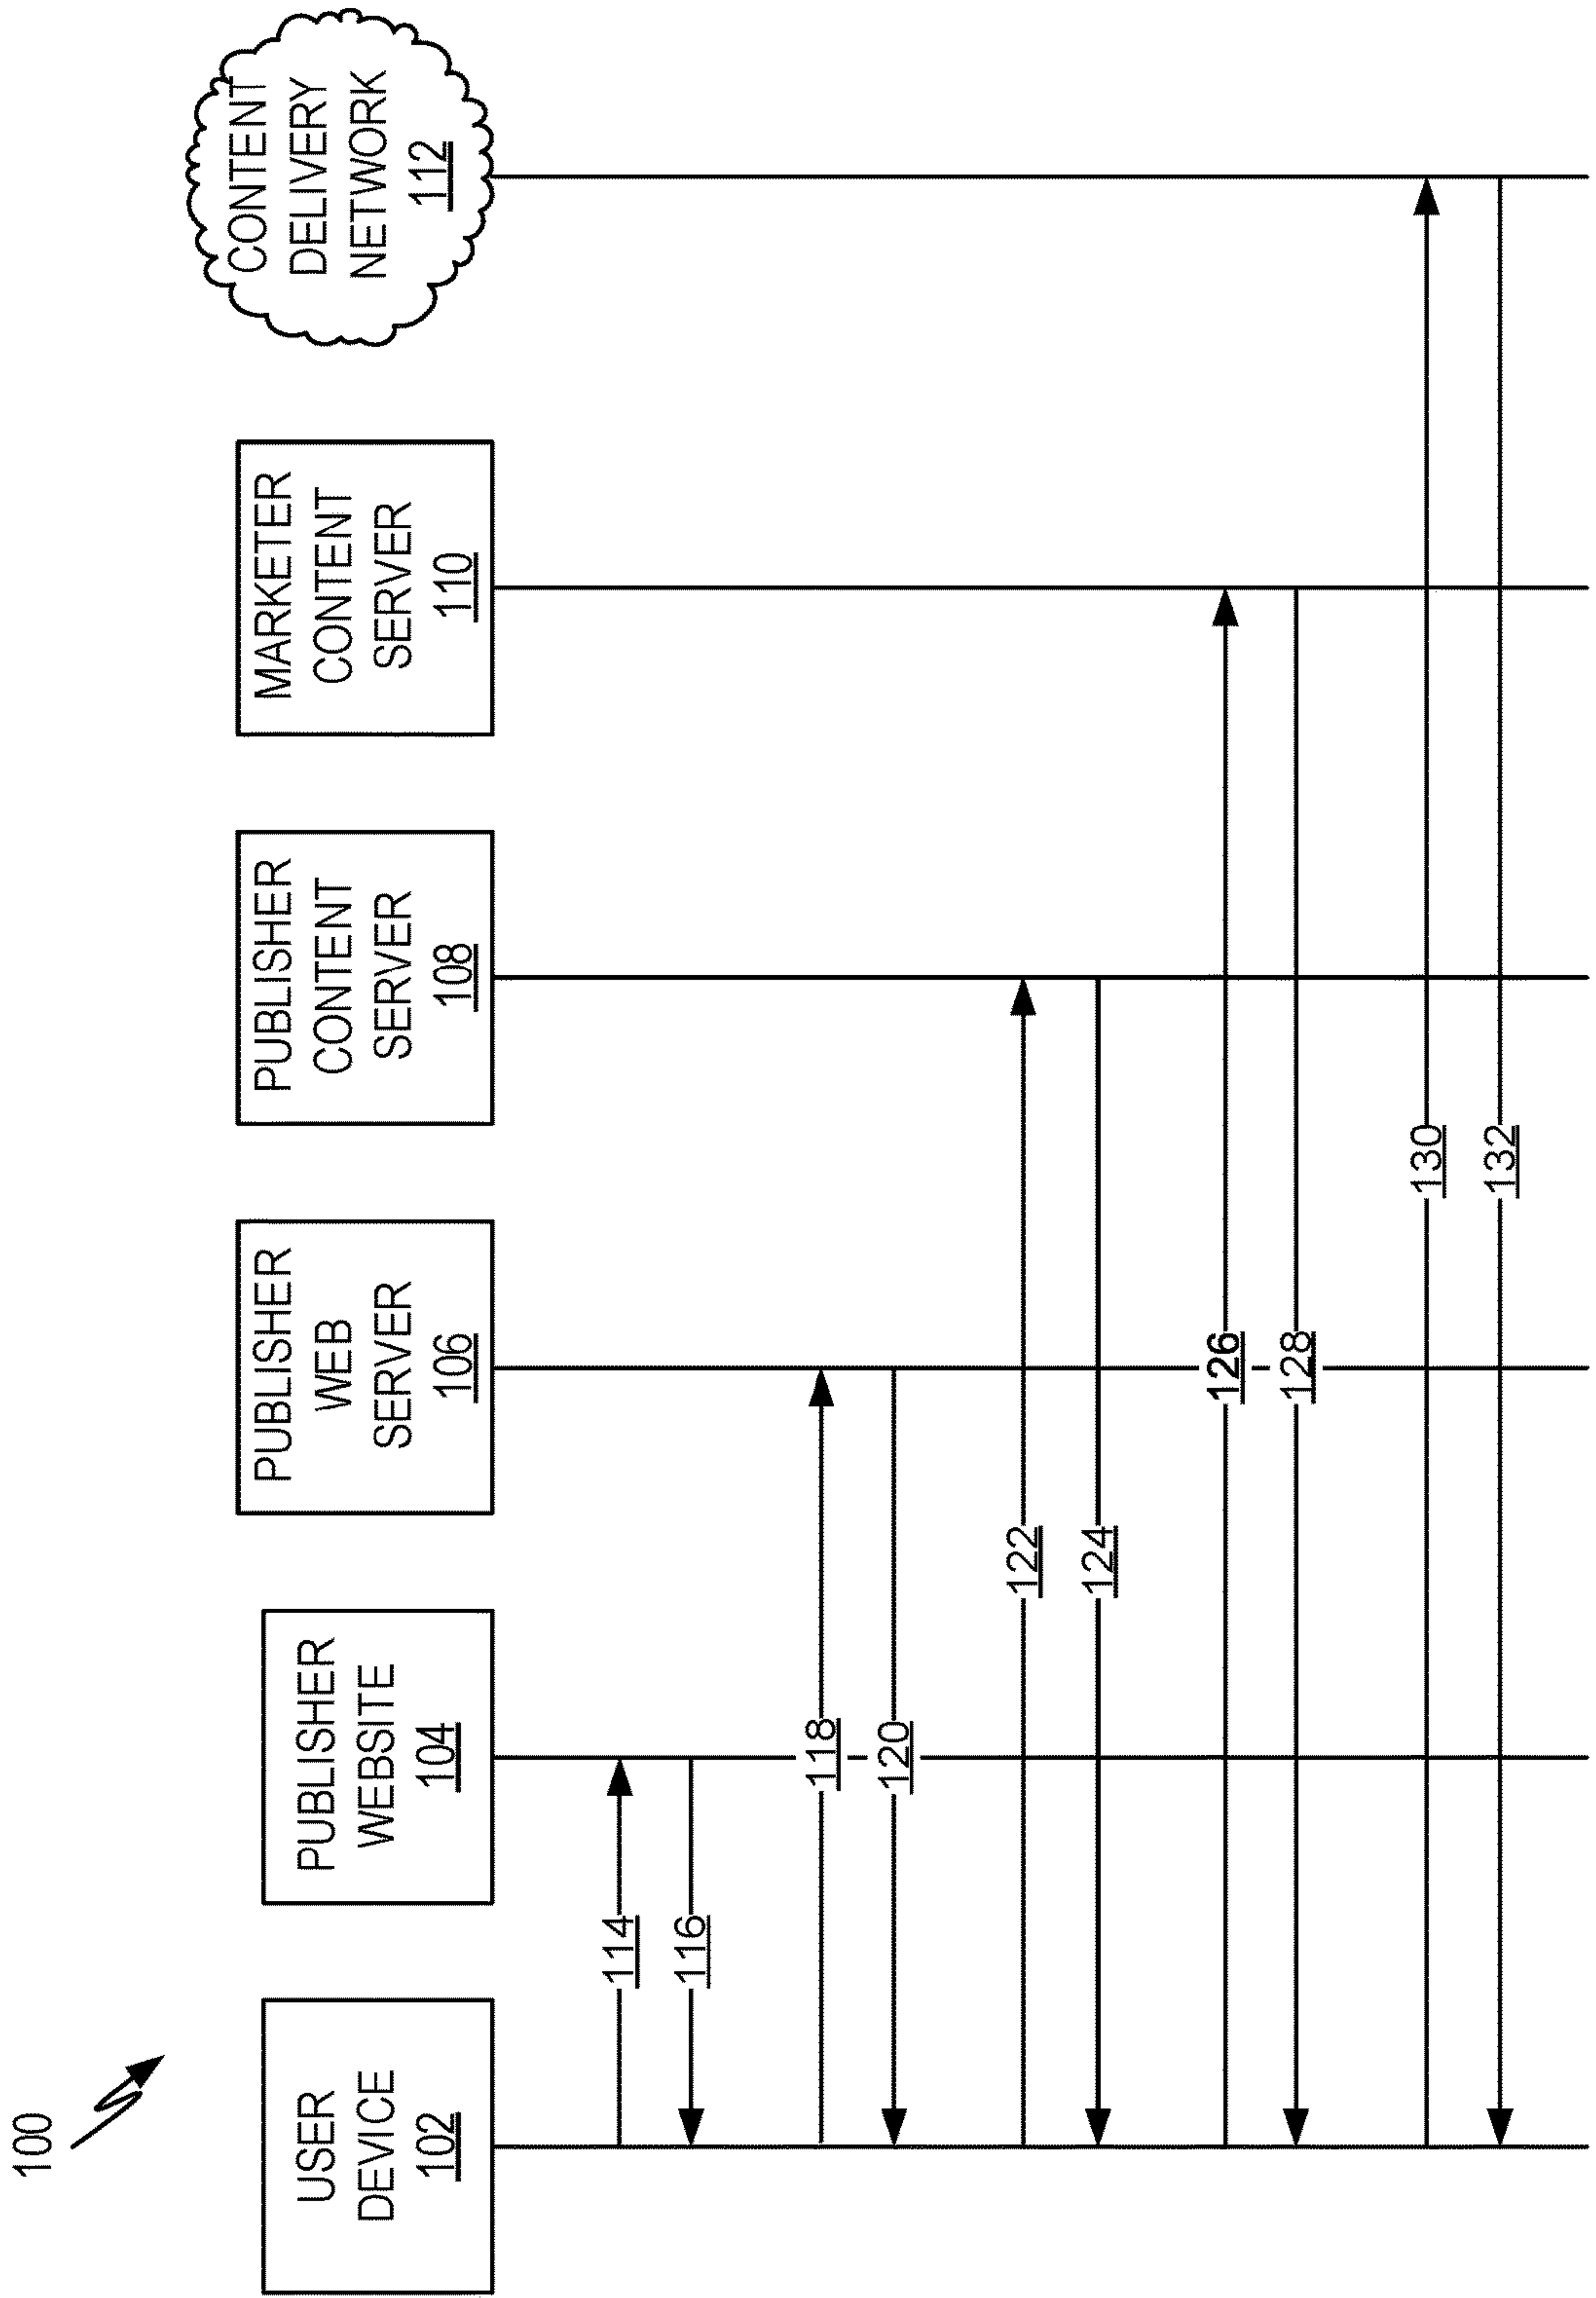 100
USER
DEVICE
102
PUBLISHER
WEBSITE
104
PUBLISHER
WEB
SERVER
106
PUBLISHER
CONTENT
SERVER
108
MARKETER
CONTENT
SERVER
110
CONTENT
DELIVERY
NETWORK
112
114
116
118
120
122
124
126
128
130
132